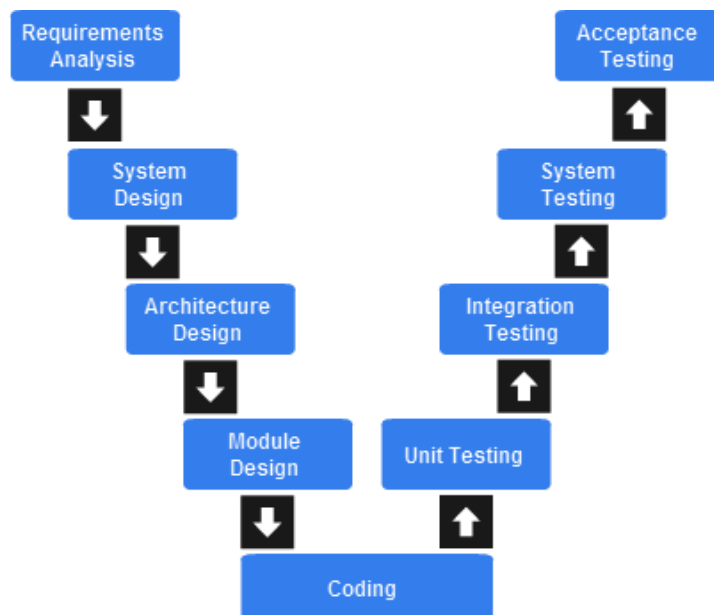 Requirements
Analysis
Acceptance
Testing
System
Design
System
Testing
Architecture
Design
Integration
Testing
Module
Design
Unit Testing
Coding